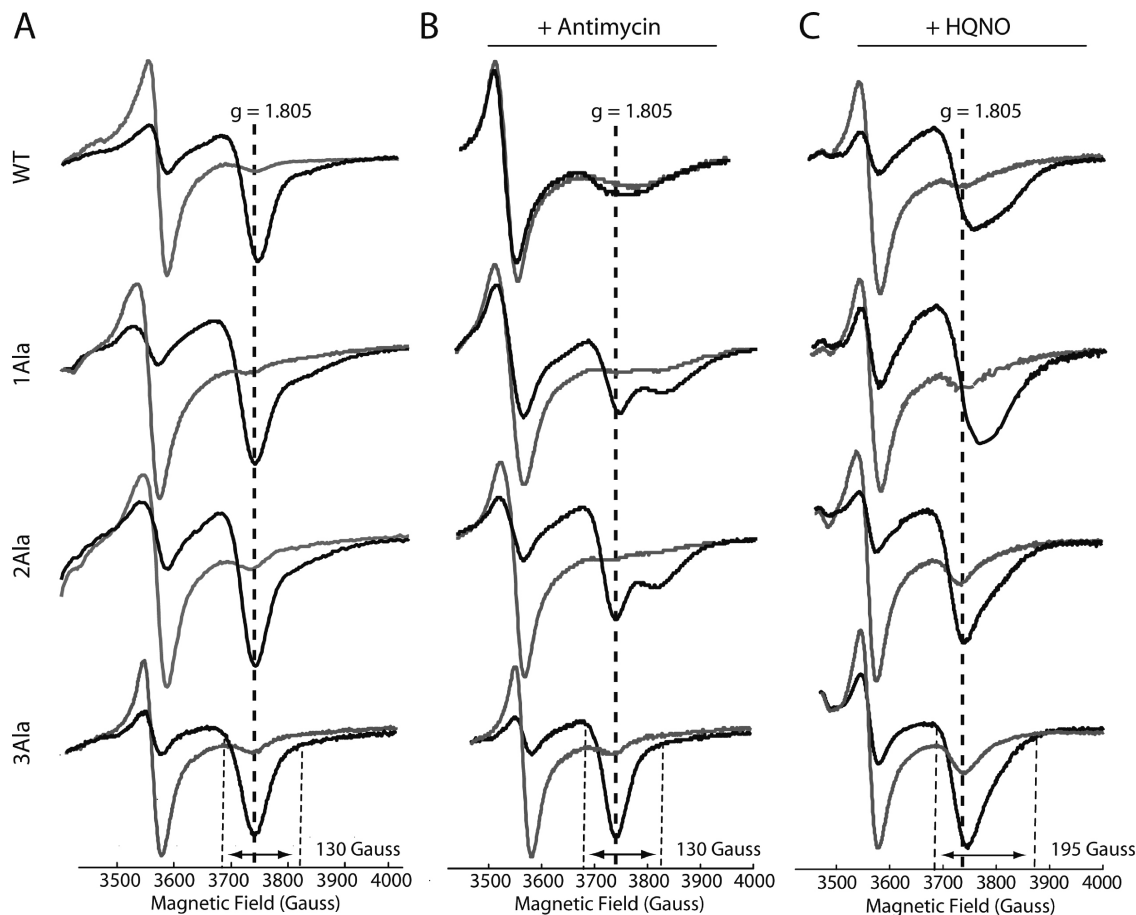 A
B
+ Antimycin
C
+ HQNO
g = 1.805
g = 1.805
g = 1.805
WT
1Ala
2Ala
3Ala
130 Gauss
130 Gauss
195 Gauss
3500 3600 3700 3800 3900 4000
3500 3600 3700 3800 3900 4000
3500 3600 3700 3800 3900 4000
Magnetic Field (Gauss)
Magnetic Field (Gauss)
Magnetic Field (Gauss)